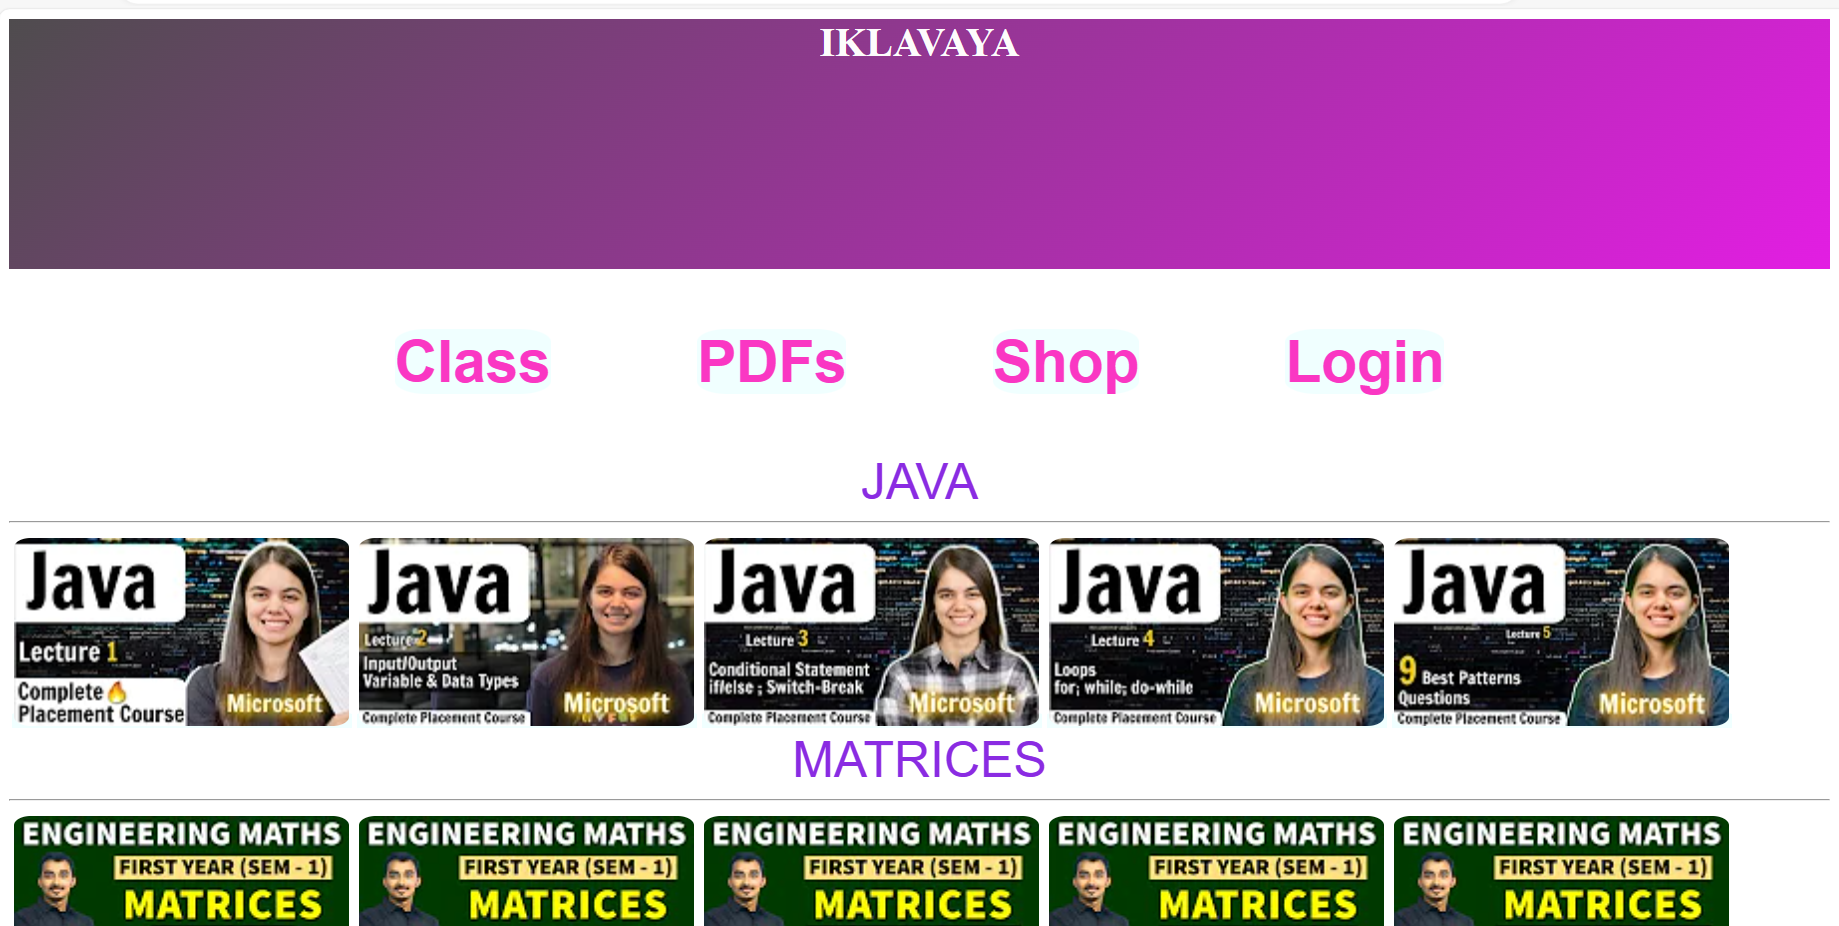 IKLAVAYA
Class PDFs Shop Login
JAVA
Java
Lecture 1
Complete
Placement Course
Microsoft
Java
Lecture 2
Input/Output
Variable & Data Types
Microsoft
Complete Placement Course
Java
Lecture 3
Conditional Statement
if/else ; Switch-Break
Microsoft
Complete Placement Course
Java
Lecture 4
Loops
for; while; do-while
Microsoft
Complete Placement Course
Java
Lecture 5
9 Best Patterns
Questions
Microsoft
Complete Placement Course
MATRICES
ENGINEERING MATHS
FIRST YEAR (SEM - 1)
MATRICES
ENGINEERING MATHS
FIRST YEAR (SEM - 1)
MATRICES
ENGINEERING MATHS
FIRST YEAR (SEM - 1)
MATRICES
ENGINEERING MATHS
FIRST YEAR (SEM - 1)
MATRICES
ENGINEERING MATHS
FIRST YEAR (SEM - 1)
MATRICES